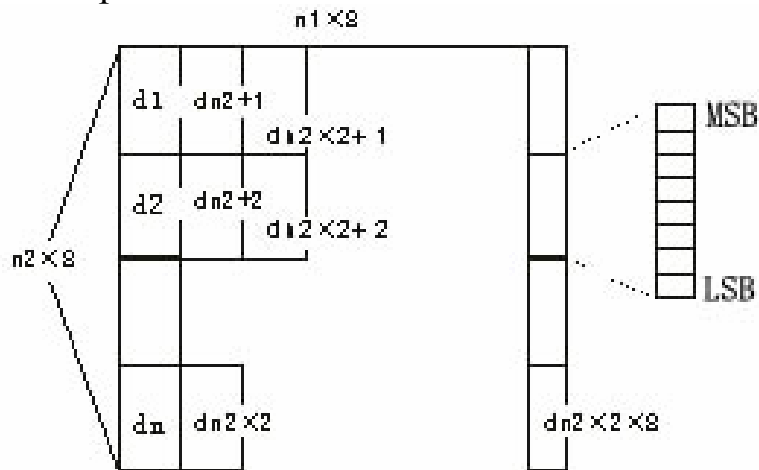 n1×8
d1 dn2+1
dn2×2+1
MSB
d2 dn2+2
dn2×2+2
n2×8
LSB
dn dn2×2 dn2×2×8